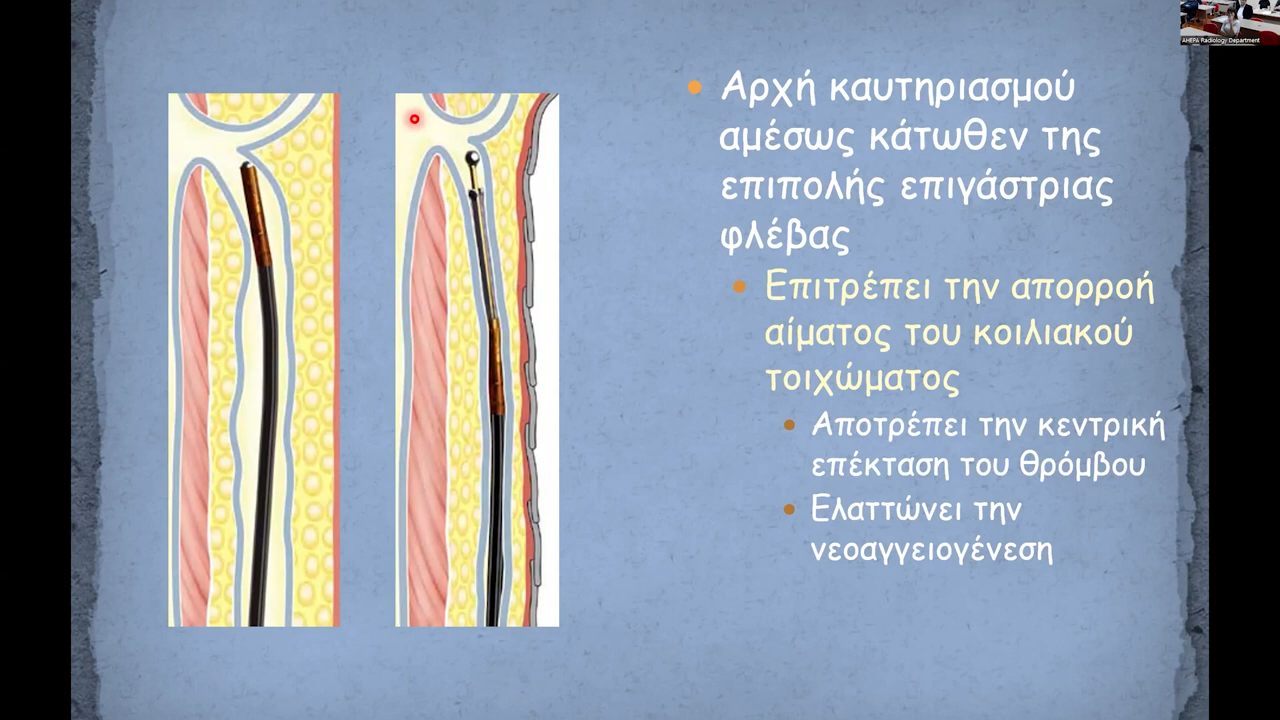 AHEPA Radiology Department
Αρχή καυτηριασμού
αμέσως κάτωθεν της
επιπολής επιγάστριας
φλέβας
Επιτρέπει την απορροή
αίματος του κοιλιακού
τοιχώματος
Αποτρέπει την κεντρική
επέκταση του θρόμβου
Ελαττώνει την
νεοαγγειογένεση